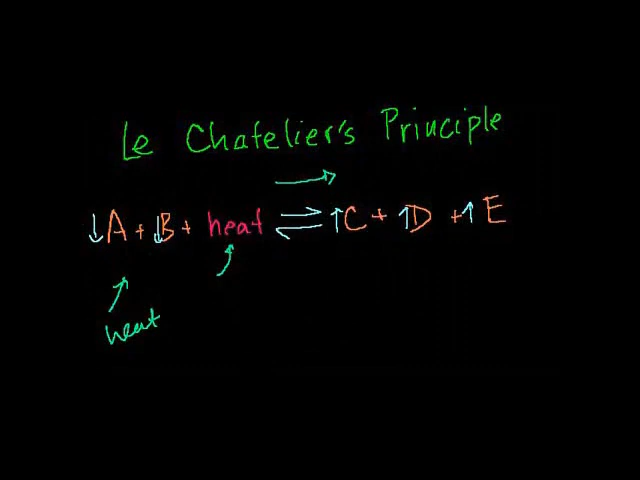 Le Chatelier's Principle
→
↓A + ↓B + heat ⇌ ↑C + ↑D + ↑E
heat